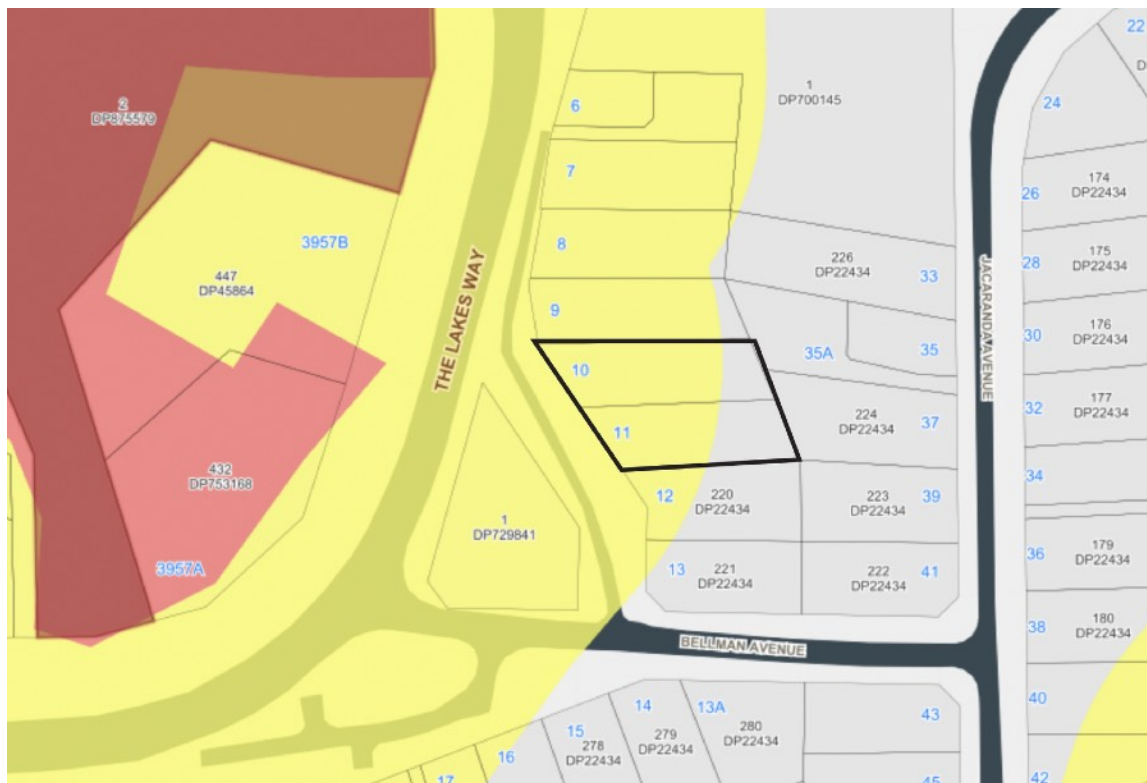 22
24
2
DP875579
6
1
DP700145
174
DP22434
7
26
3957B
8
226
DP22434
33
28
175
DP22434
447
DP45864
THE LAKES WAY
JACARANDA AVENUE
9
35A
35
30
176
DP22434
10
11
224
DP22434
37
32
177
DP22434
432
DP753168
34
12
220
DP22434
223
DP22434
39
1
DP729841
3957A
13
221
DP22434
222
DP22434
41
36
179
DP22434
38
180
DP22434
BELLMAN AVENUE
14
13A
43
40
15
278
DP22434
279
DP22434
280
DP22434
16
17
45
42